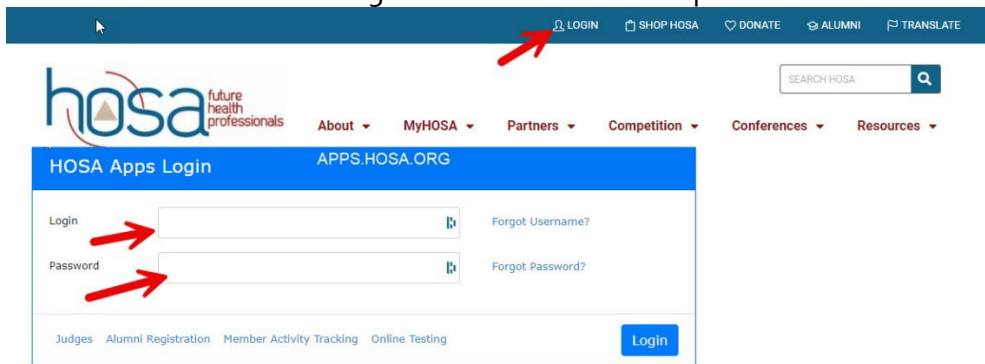 LOGIN SHOP HOSA DONATE ALUMNI TRANSLATE
SEARCH HOSA
hosa future health professionals
About MyHOSA Partners Competition Conferences Resources
HOSA Apps Login APPS.HOSA.ORG
Login Forgot Username?
Password Forgot Password?
Judges Alumni Registration Member Activity Tracking Online Testing Login